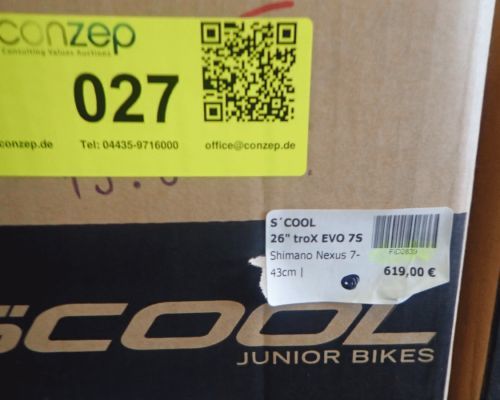 conzep
Consulting Values Auctions
027
conzep.de
Tel: 04435-9716000
office@conzep.de
S´COOL
26" troX EVO 7S
Shimano Nexus 7-
43cm |
619,00 €
SCOOL
JUNIOR BIKES